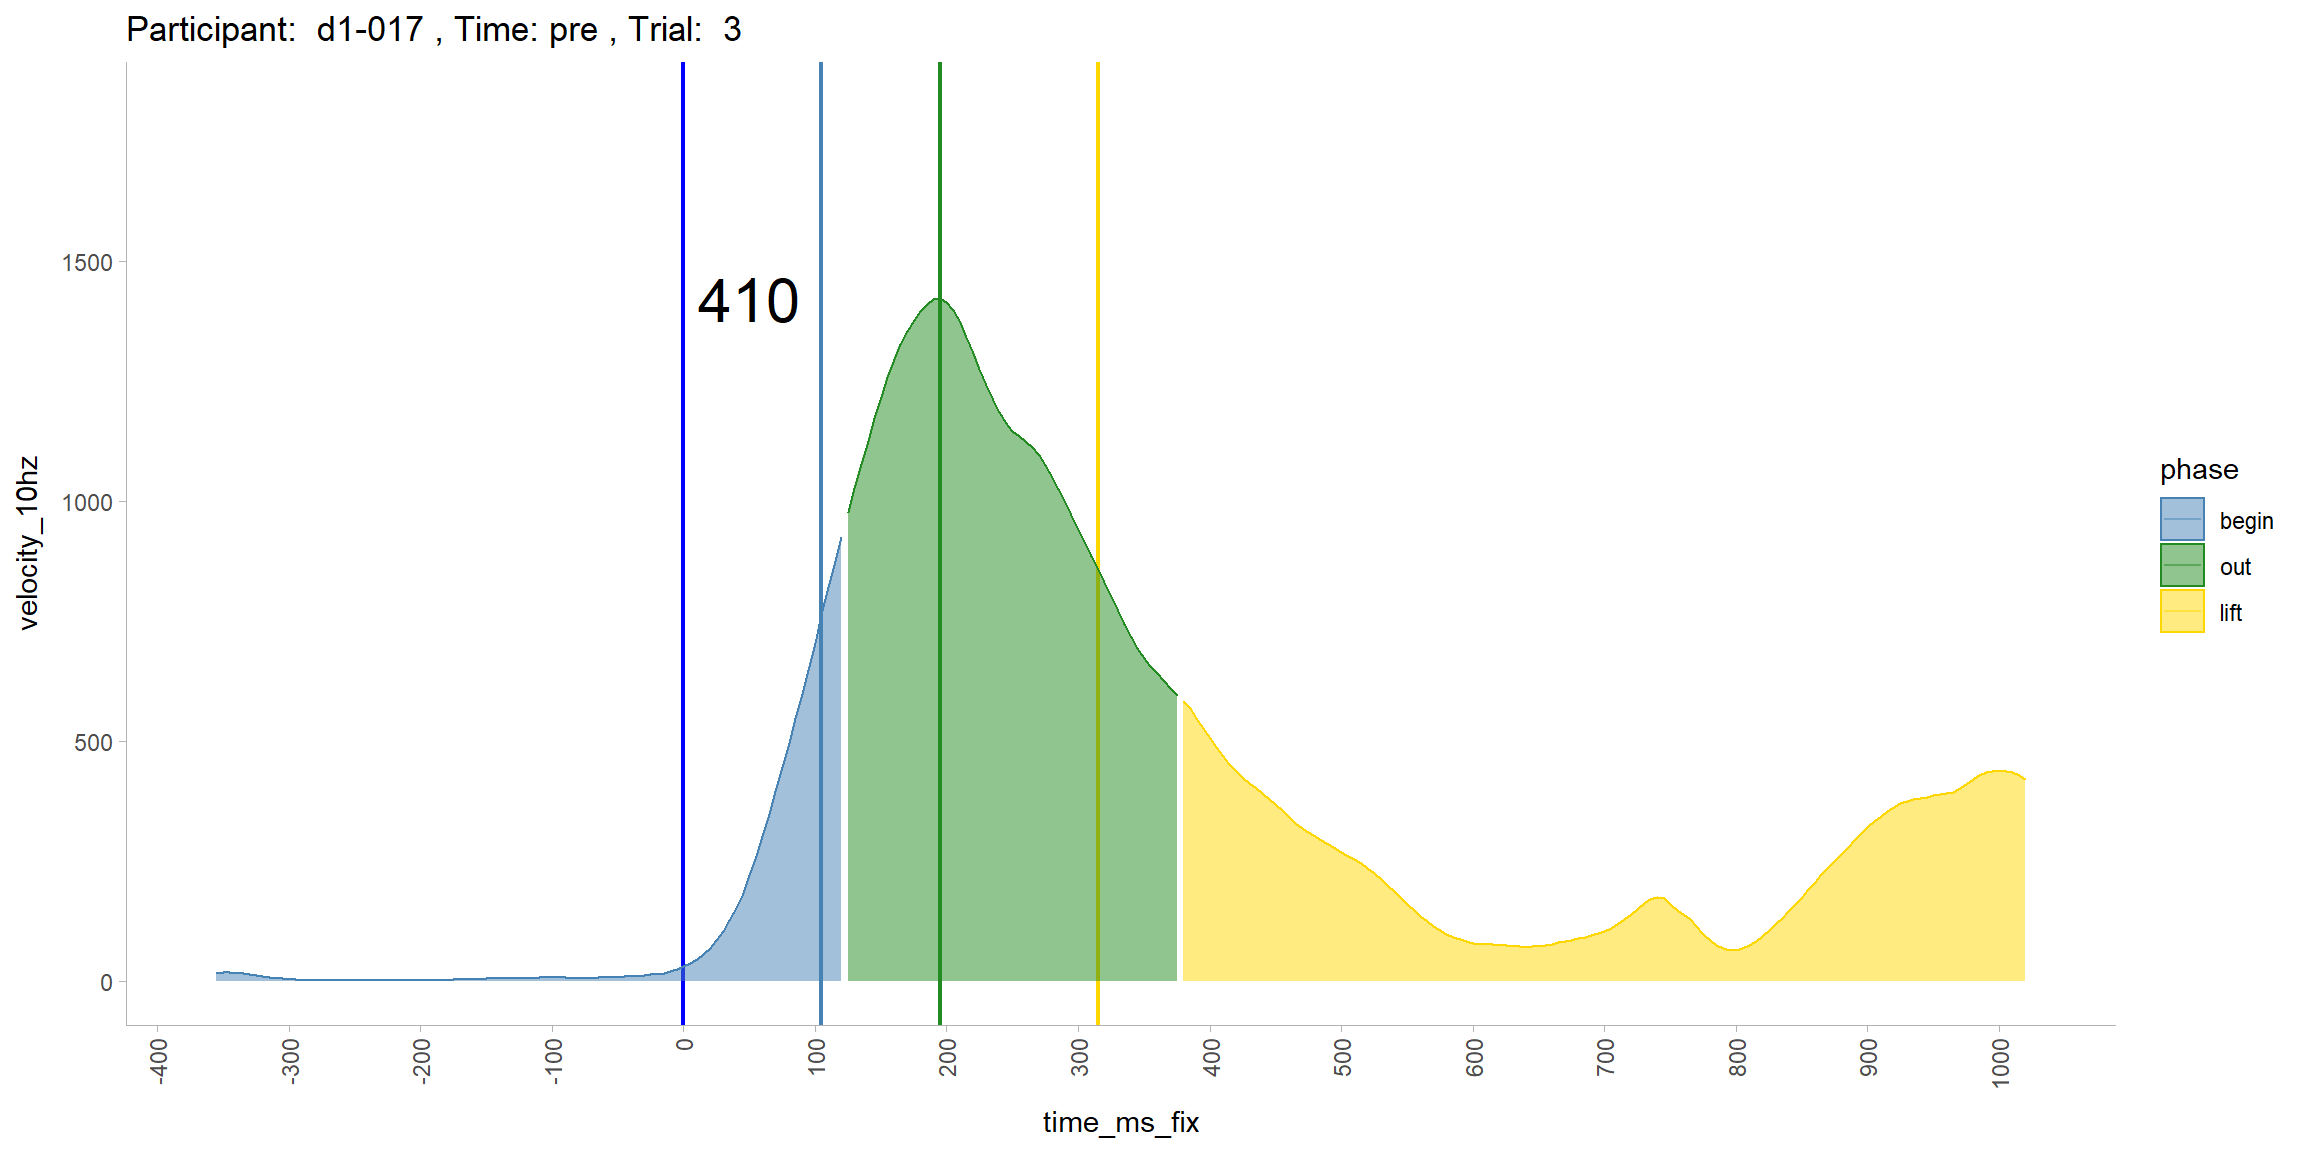 Participant:  d1-017 , Time: pre , Trial:  3
410
velocity_10hz
1500
1000
500
0
-400 -300 -200 -100 0 100 200 300 400 500 600 700 800 900 1000
time_ms_fix
phase
begin
out
lift